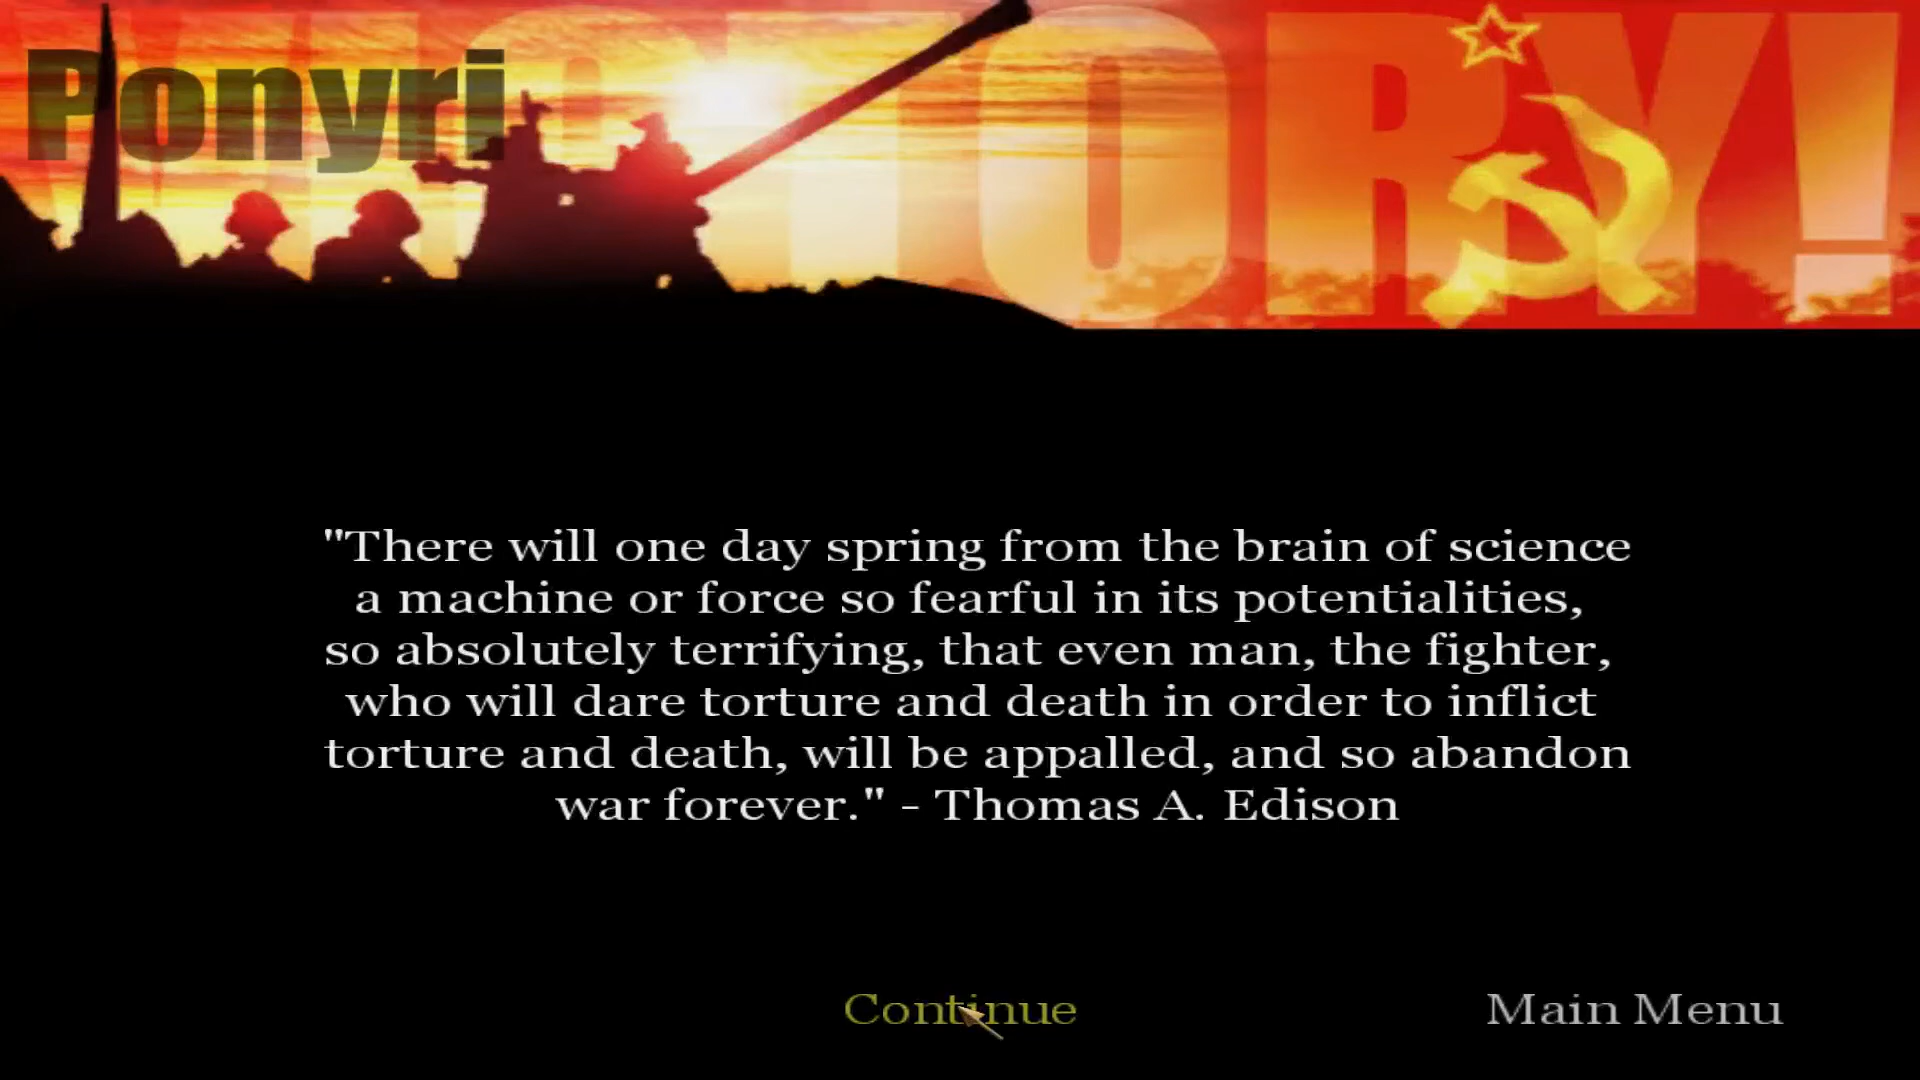 VICTORY!
Ponyri
"There will one day spring from the brain of science
a machine or force so fearful in its potentialities,
so absolutely terrifying, that even man, the fighter,
who will dare torture and death in order to inflict
torture and death, will be appalled, and so abandon
war forever." - Thomas A. Edison
Continue
Main Menu